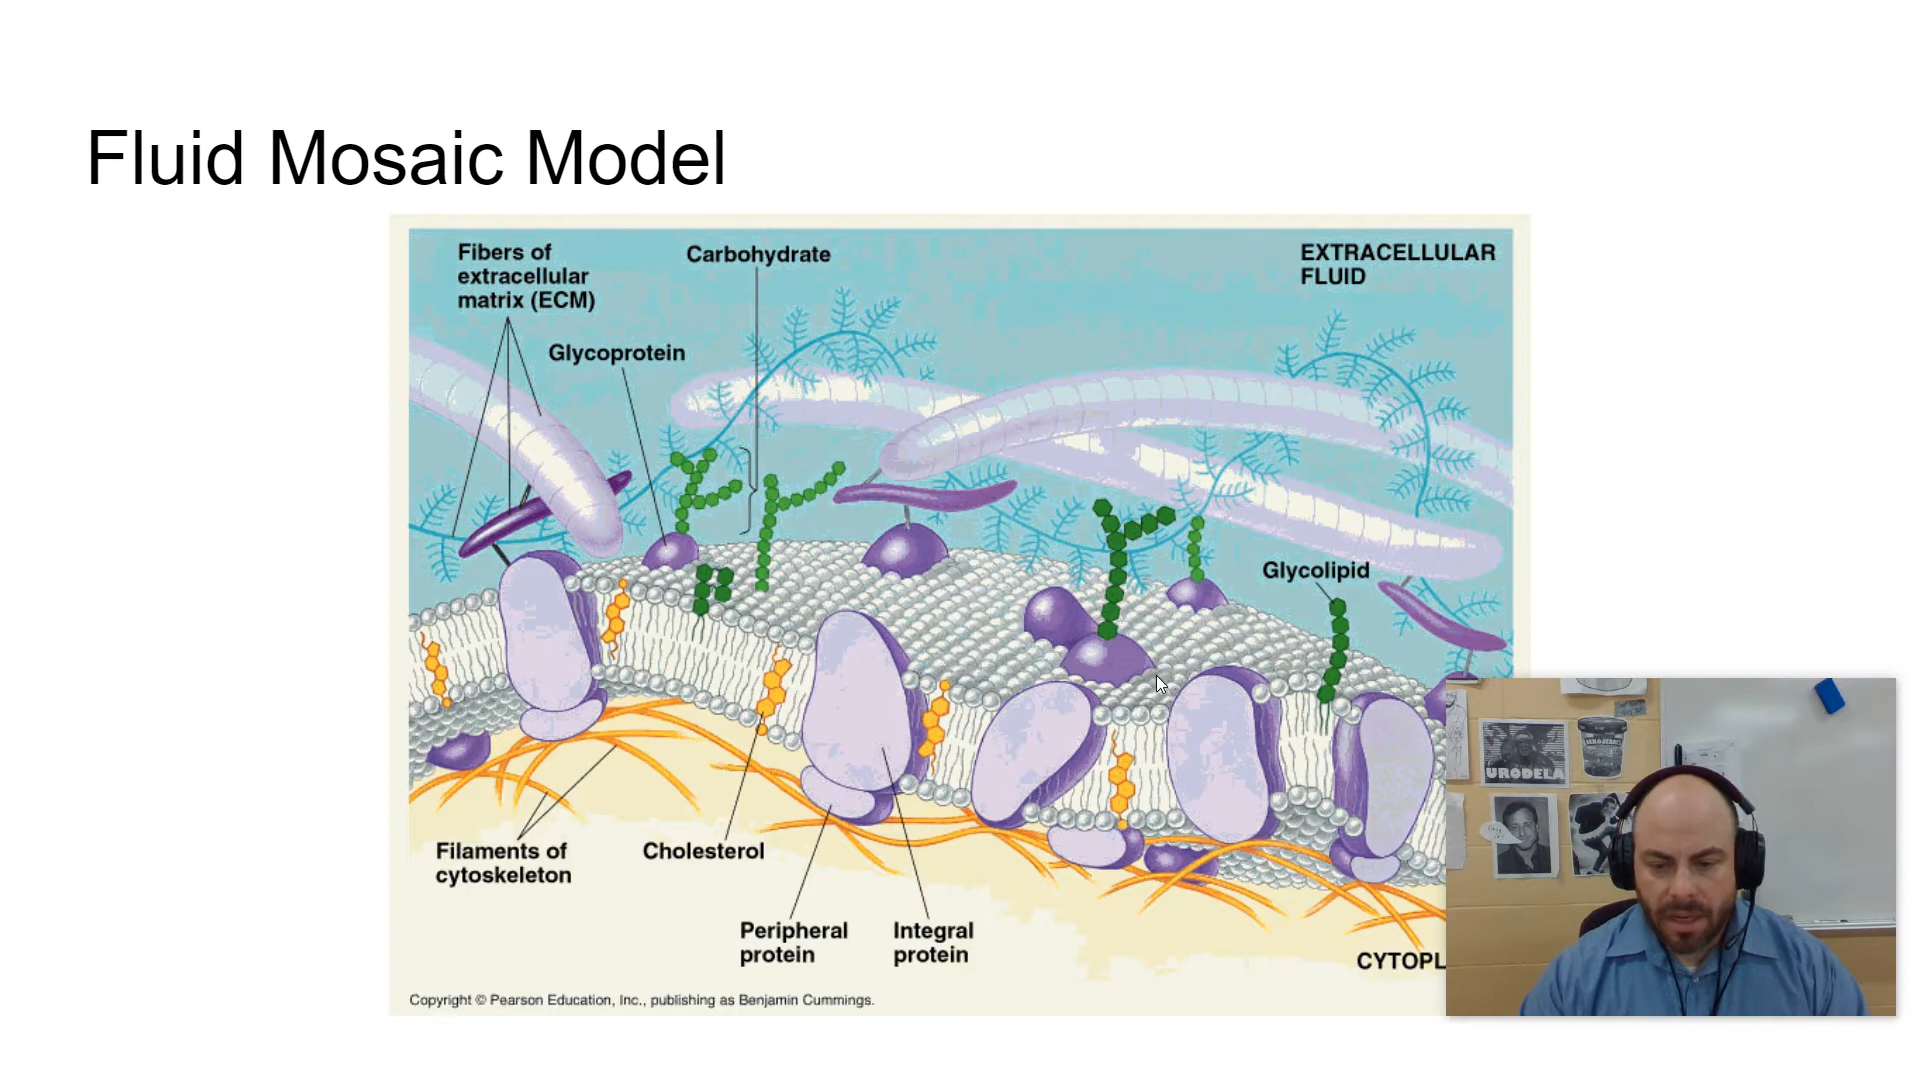 Fluid Mosaic Model
Fibers of
extracellular
matrix (ECM)
Carbohydrate
EXTRACELLULAR
FLUID
Glycoprotein
Glycolipid
Filaments of
cytoskeleton
Cholesterol
Peripheral
protein
Integral
protein
CYTOPL
Copyright © Pearson Education, Inc., publishing as Benjamin Cummings.
URODELA